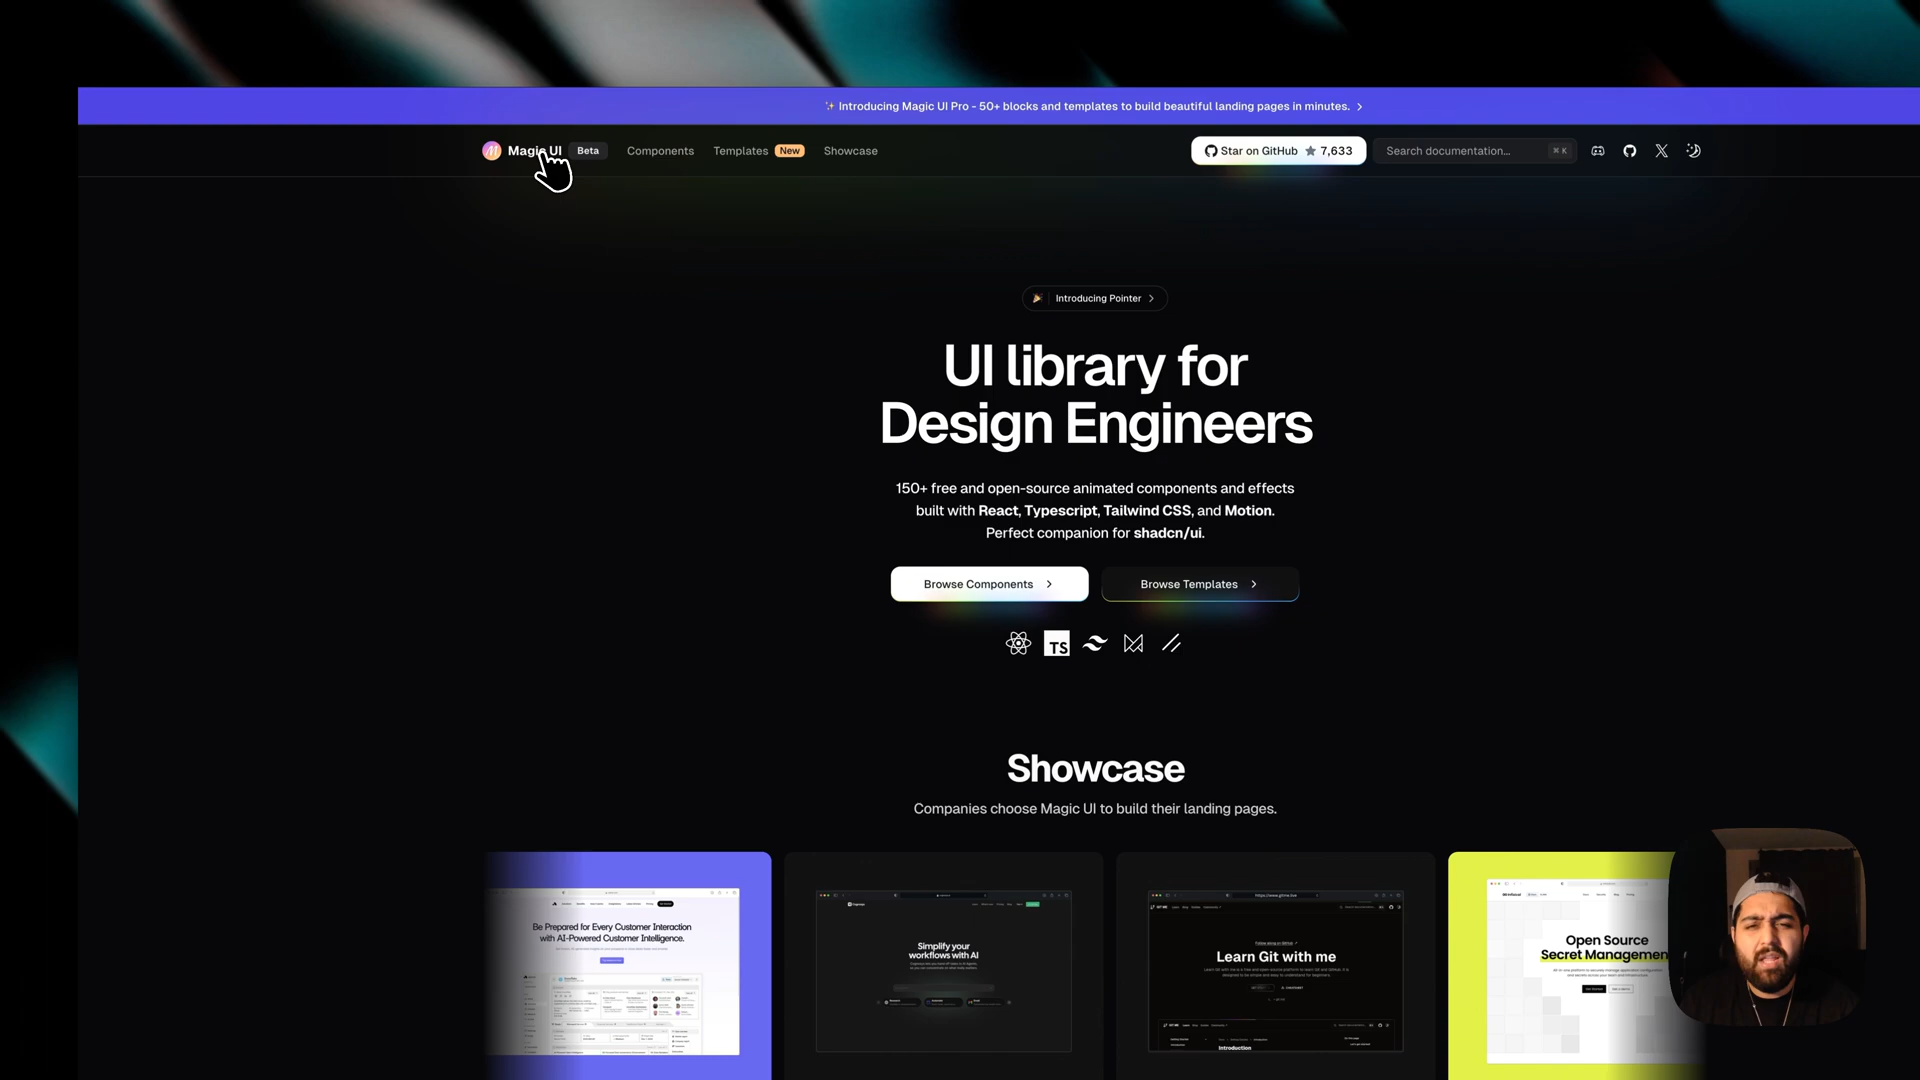 ✨ Introducing Magic UI Pro - 50+ blocks and templates to build beautiful landing pages in minutes.
Magic UI Beta Components Templates New Showcase Star on GitHub 7,633 Search documentation... ⌘ K
🎉 Introducing Pointer
UI library for
Design Engineers
150+ free and open-source animated components and effects
built with React, Typescript, Tailwind CSS, and Motion.
Perfect companion for shadcn/ui.
Browse Components
Browse Templates
TS
Showcase
Companies choose Magic UI to build their landing pages.
Be Prepared for Every Customer Interaction
with AI-Powered Customer Intelligence.
Simplify your
workflows with AI
Learn Git with me
Introduction
Open Source
Secret Managemen